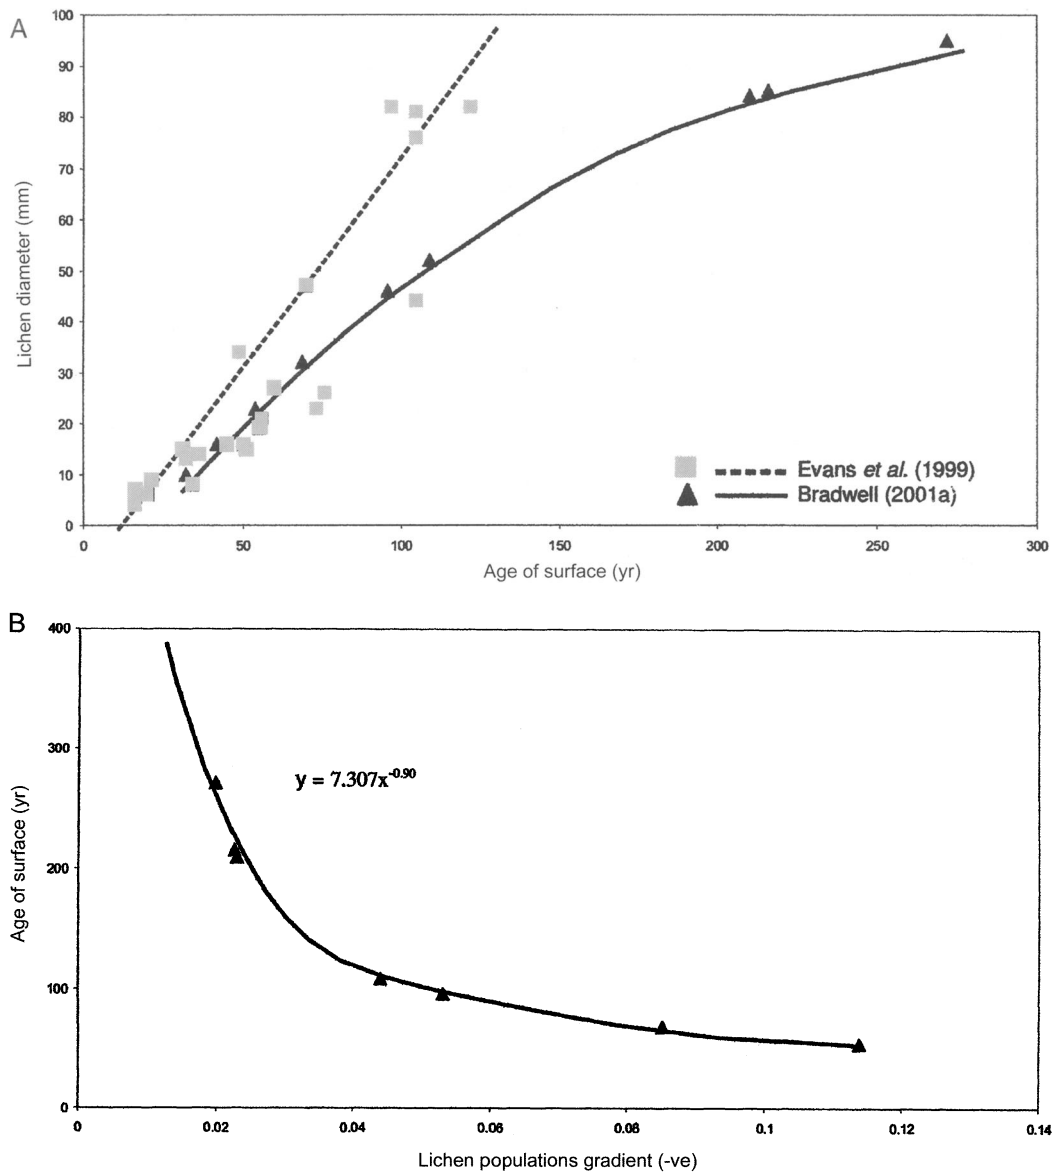 A
100
90
80
70
60
50
40
30
20
10
0
Lichen diameter (mm)
Evans et al. (1999)
Bradwell (2001a)
0 50 100 150 200 250 300
Age of surface (yr)
B
400
300
200
100
0
Age of surface (yr)
y = 7.307x-0.90
0 0.02 0.04 0.06 0.08 0.1 0.12 0.14
Lichen populations gradient (-ve)